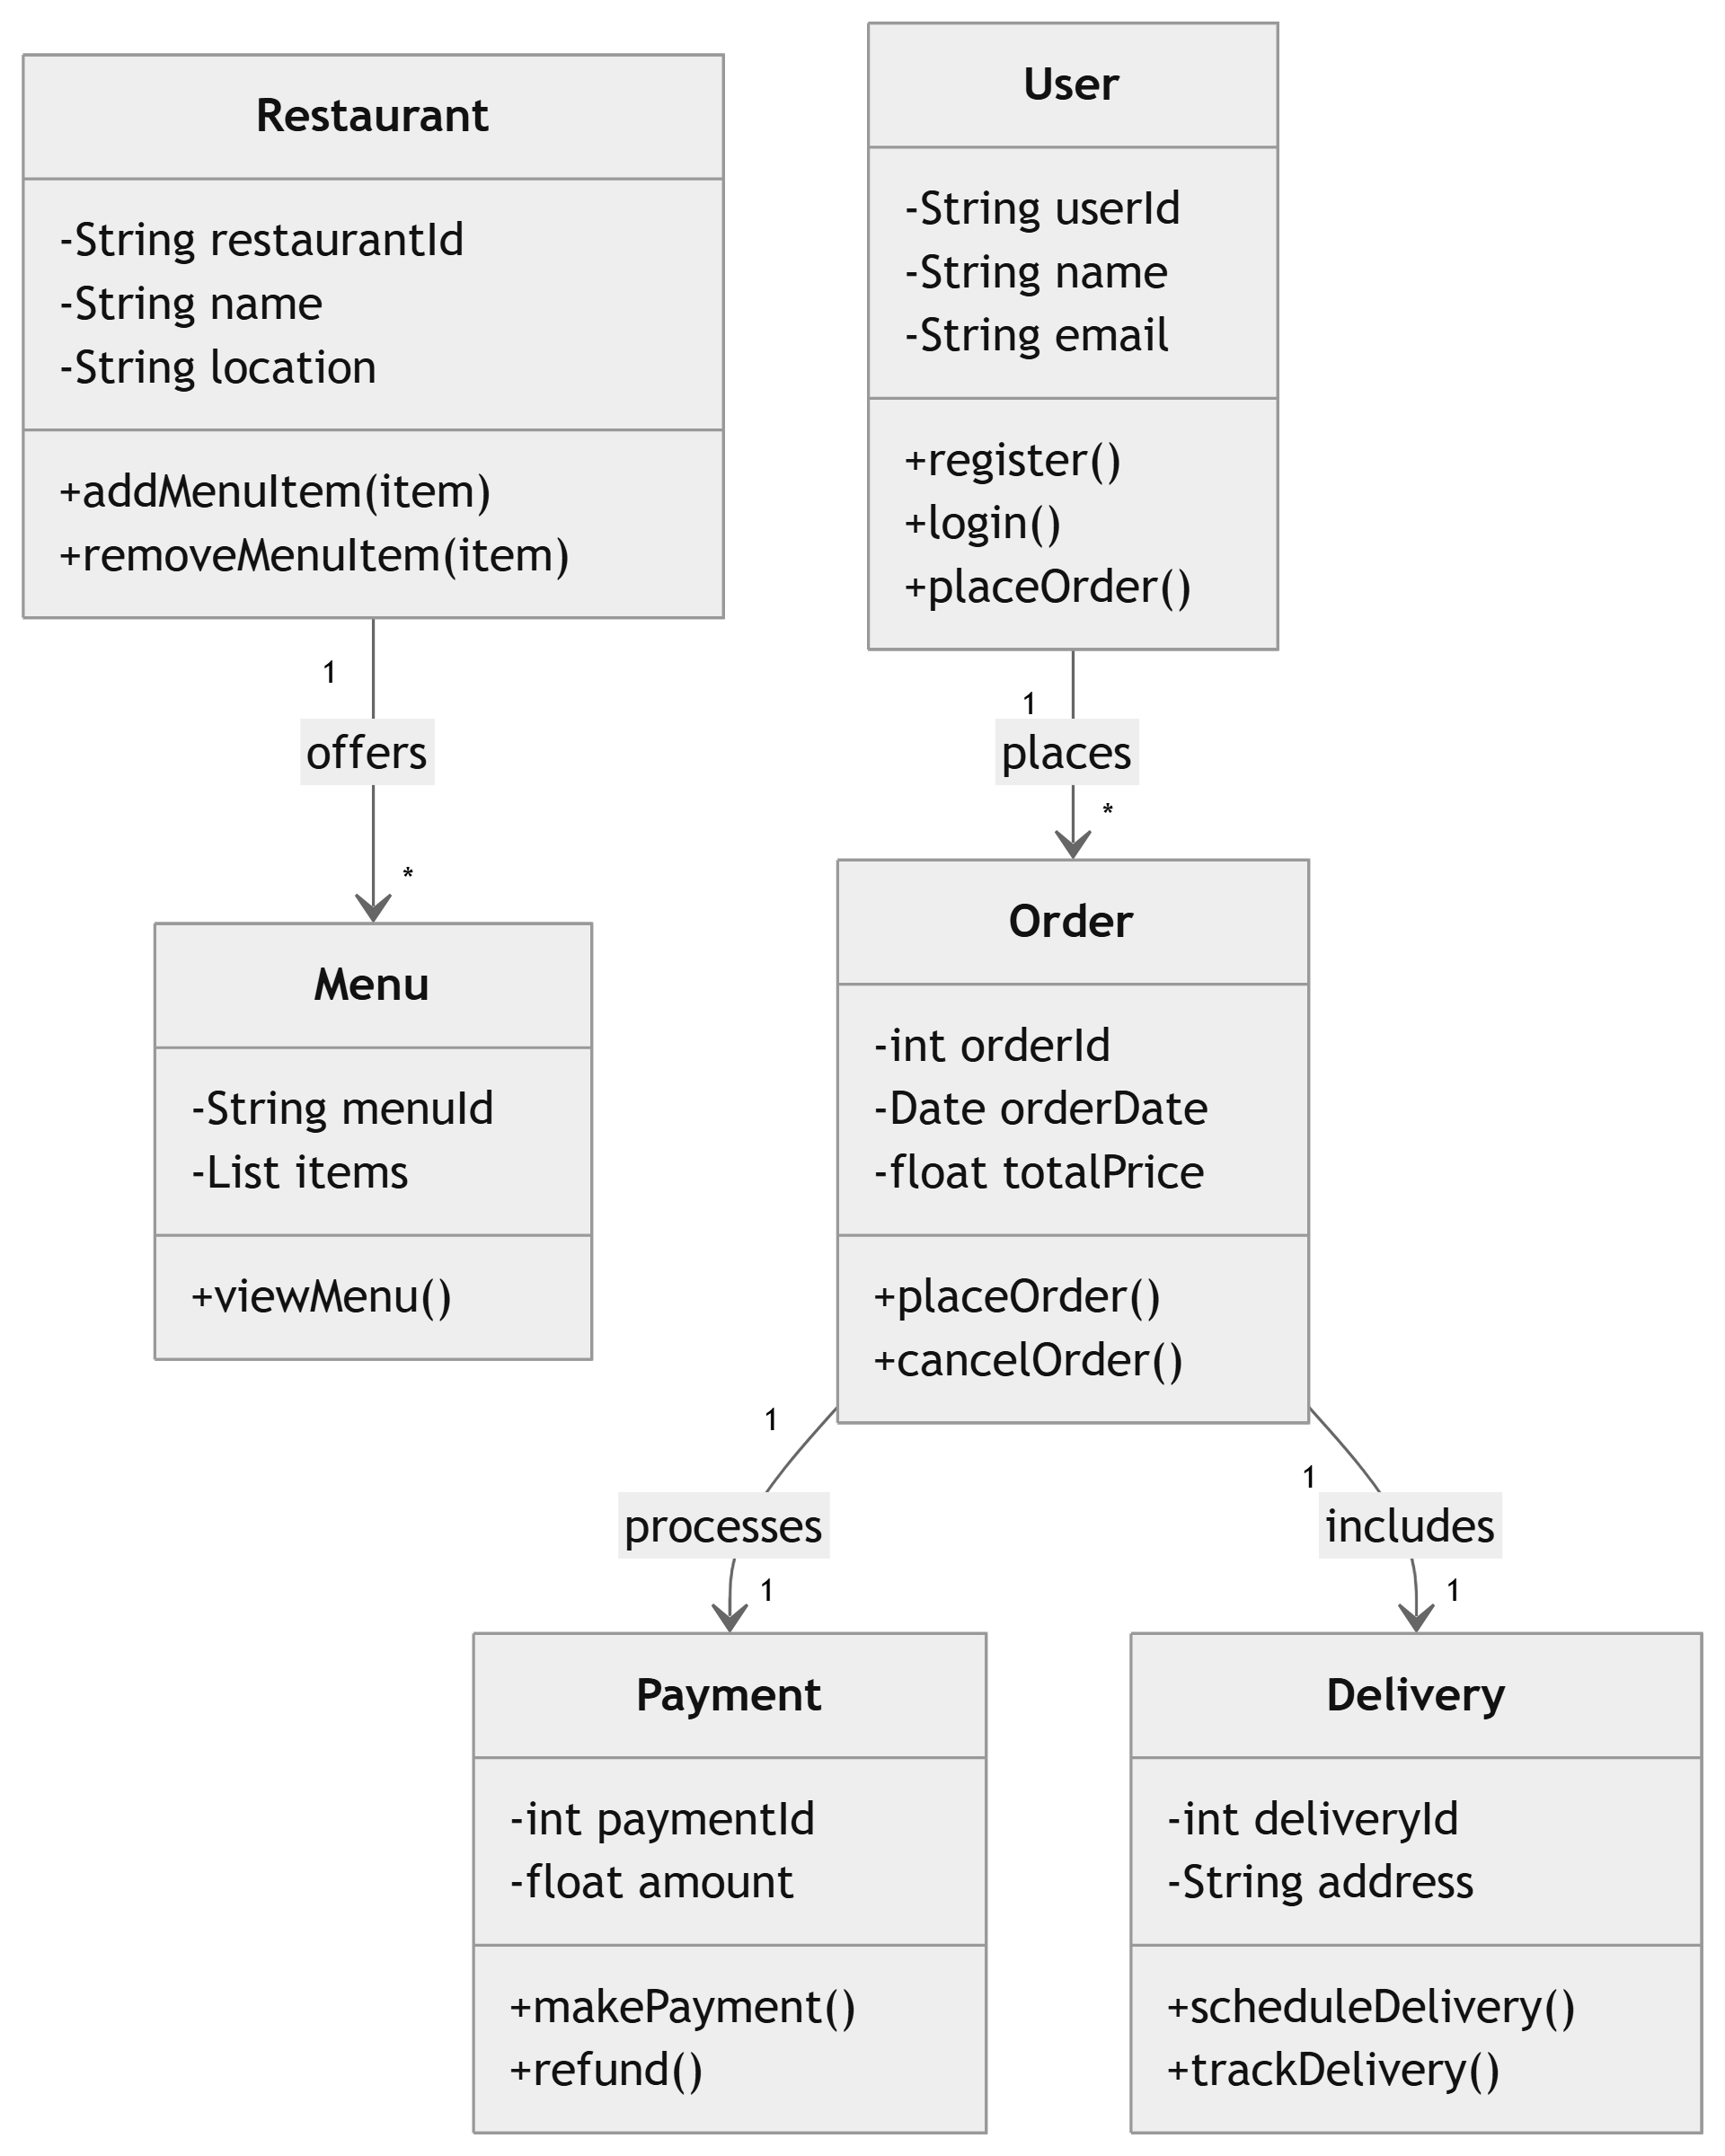 Restaurant
-String restaurantId
-String name
-String location
+addMenuItem(item)
+removeMenuItem(item)
User
-String userId
-String name
-String email
+register()
+login()
+placeOrder()
1
offers
*
1
places
*
Menu
-String menuId
-List items
+viewMenu()
Order
-int orderId
-Date orderDate
-float totalPrice
+placeOrder()
+cancelOrder()
1
processes
1
1
includes
1
Payment
-int paymentId
-float amount
+makePayment()
+refund()
Delivery
-int deliveryId
-String address
+scheduleDelivery()
+trackDelivery()